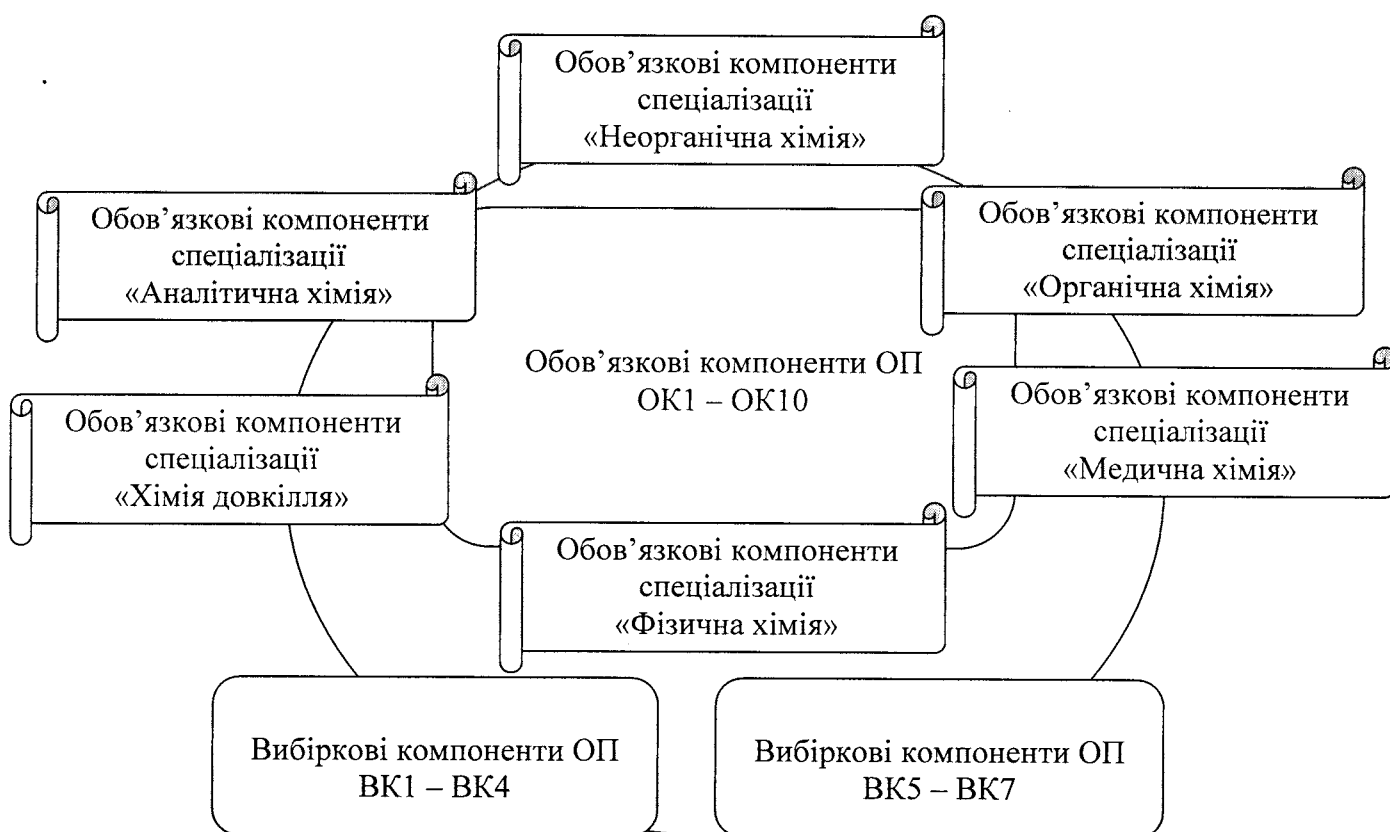 Обов’язкові компоненти
спеціалізації
«Неорганічна хімія»
Обов’язкові компоненти
спеціалізації
«Аналітична хімія»
Обов’язкові компоненти
спеціалізації
«Органічна хімія»
Обов’язкові компоненти ОП
ОК1 – ОК10
Обов’язкові компоненти
спеціалізації
«Хімія довкілля»
Обов’язкові компоненти
спеціалізації
«Медична хімія»
Обов’язкові компоненти
спеціалізації
«Фізична хімія»
Вибіркові компоненти ОП
ВК1 – ВК4
Вибіркові компоненти ОП
ВК5 – ВК7